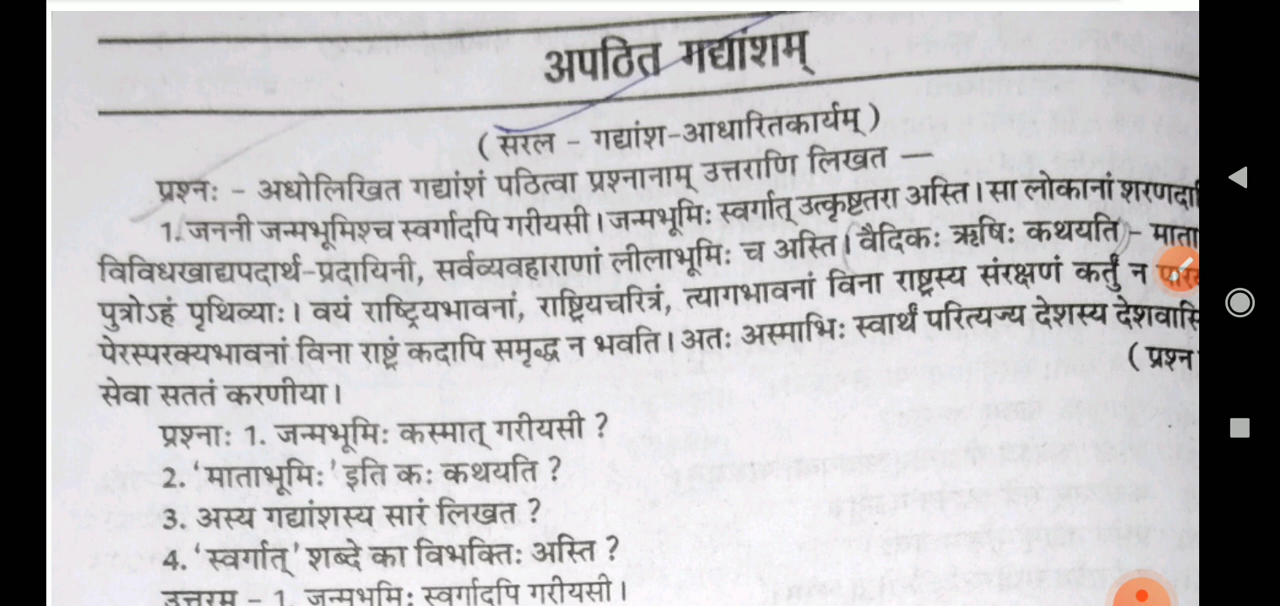 अपठित गद्यांशम्
( सरल - गद्यांश-आधारितकार्यम् )
प्रश्नः - अधोलिखित गद्यांशं पठित्वा प्रश्नानाम् उत्तराणि लिखत —
1. जननी जन्मभूमिश्च स्वर्गादपि गरीयसी। जन्मभूमिः स्वर्गात् उत्कृष्टतरा अस्ति। सा लोकानां
विविधखाद्यपदार्थ-प्रदायिनी, सर्वव्यवहाराणां लीलाभूमिः च अस्ति। वैदिकः ऋषिः कथयति - माता
पुत्रोऽहं पृथिव्याः। वयं राष्ट्रियभावनां, राष्ट्रियचरित्रं, त्यागभावनां विना राष्ट्रस्य संरक्षणं कर्तुं न
पेरस्परक्यभावनां विना राष्ट्रं कदापि समृद्ध न भवति। अतः अस्माभिः स्वार्थं परित्यज्य देशस्य
( प्रश्न
सेवा सततं करणीया।
प्रश्नाः 1. जन्मभूमिः कस्मात् गरीयसी ?
2. 'माताभूमिः' इति कः कथयति ?
3. अस्य गद्यांशस्य सारं लिखत ?
4. 'स्वर्गात्' शब्दे का विभक्तिः अस्ति ?
उत्तरम - 1. जन्मभूमिः स्वर्गादपि गरीयसी।